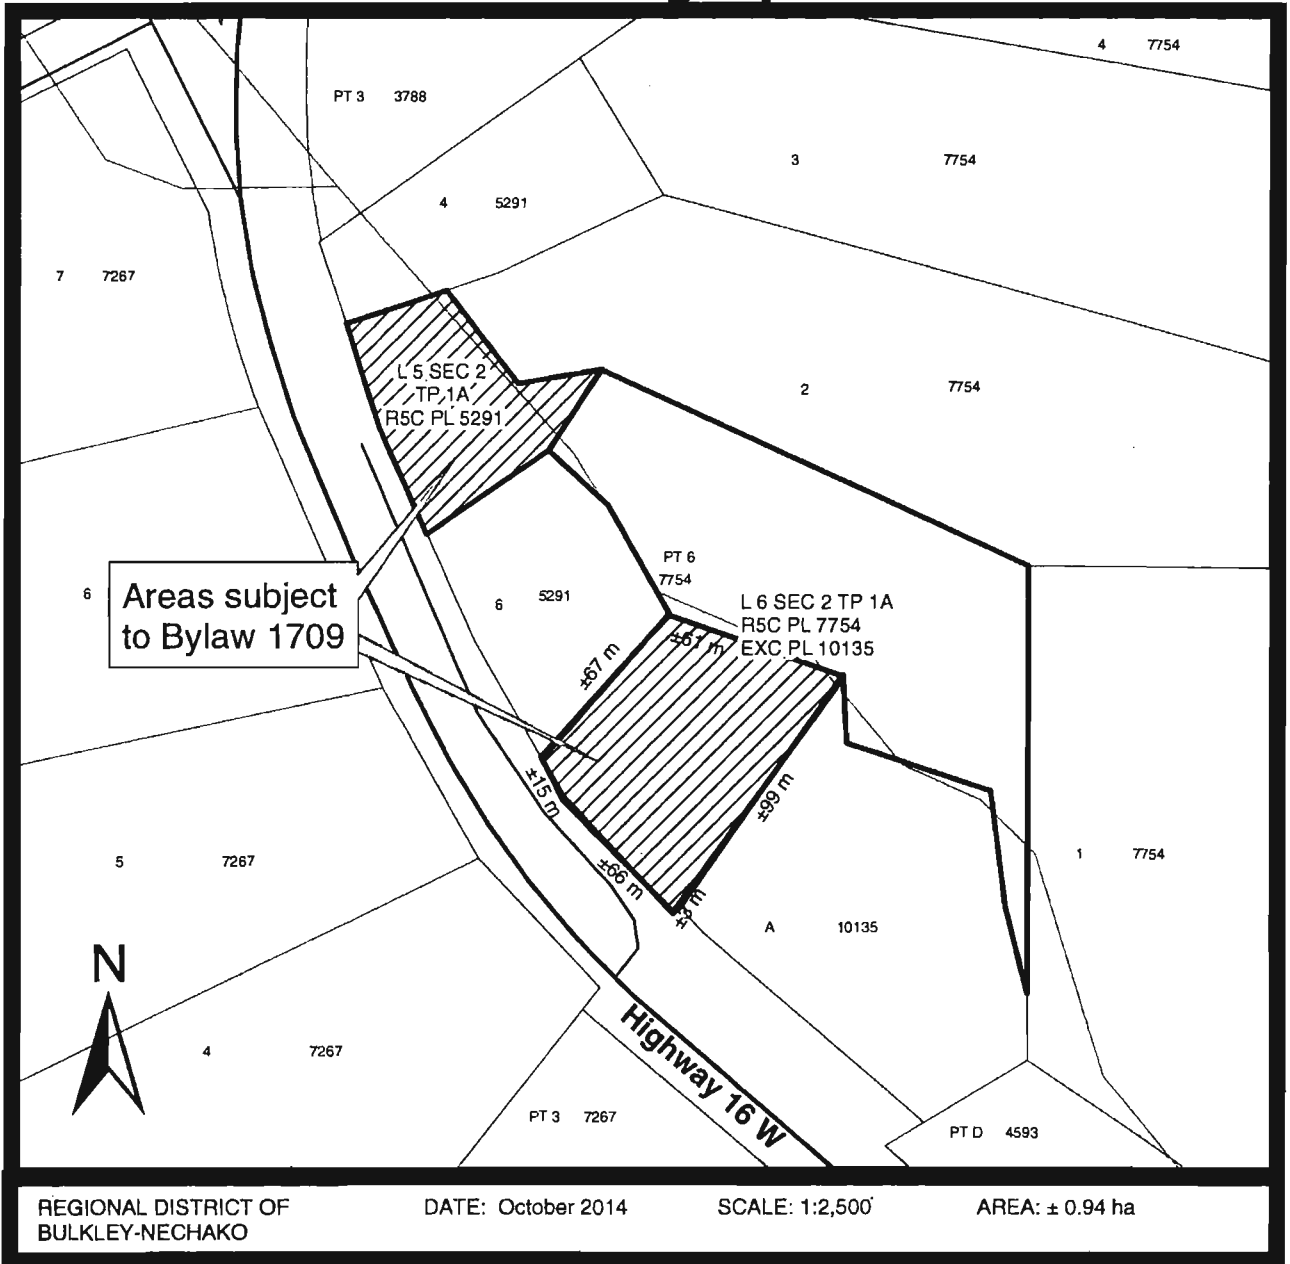 4 7754
PT 3 3788
3 7754
4 5291
7 7267
L 5 SEC 2
TP 1A
R5C PL 5291
2 7754
PT 6
7754
6
Areas subject
to Bylaw 1709
6 5291
L 6 SEC 2 TP 1A
R5C PL 7754
EXC PL 10135
±61 m
±67 m
±15 m
±99 m
±66 m
±3 m
5 7267
1 7754
A 10135
N
Highway 16 W
4 7267
PT 3 7267
PT D 4593
REGIONAL DISTRICT OF
BULKLEY-NECHAKO
DATE: October 2014
SCALE: 1:2,500
AREA: ± 0.94 ha